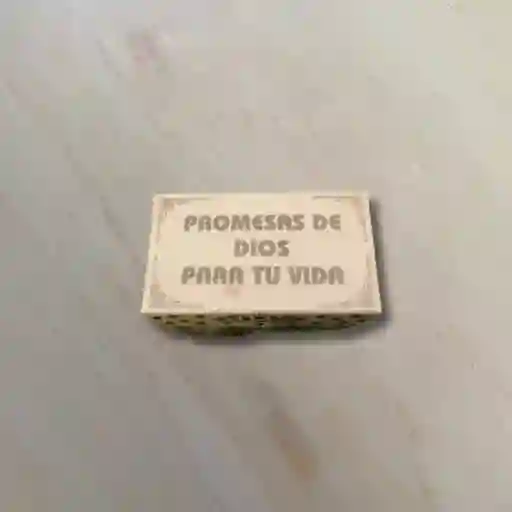 PROMESAS DE
DIOS
PARA TU VIDA